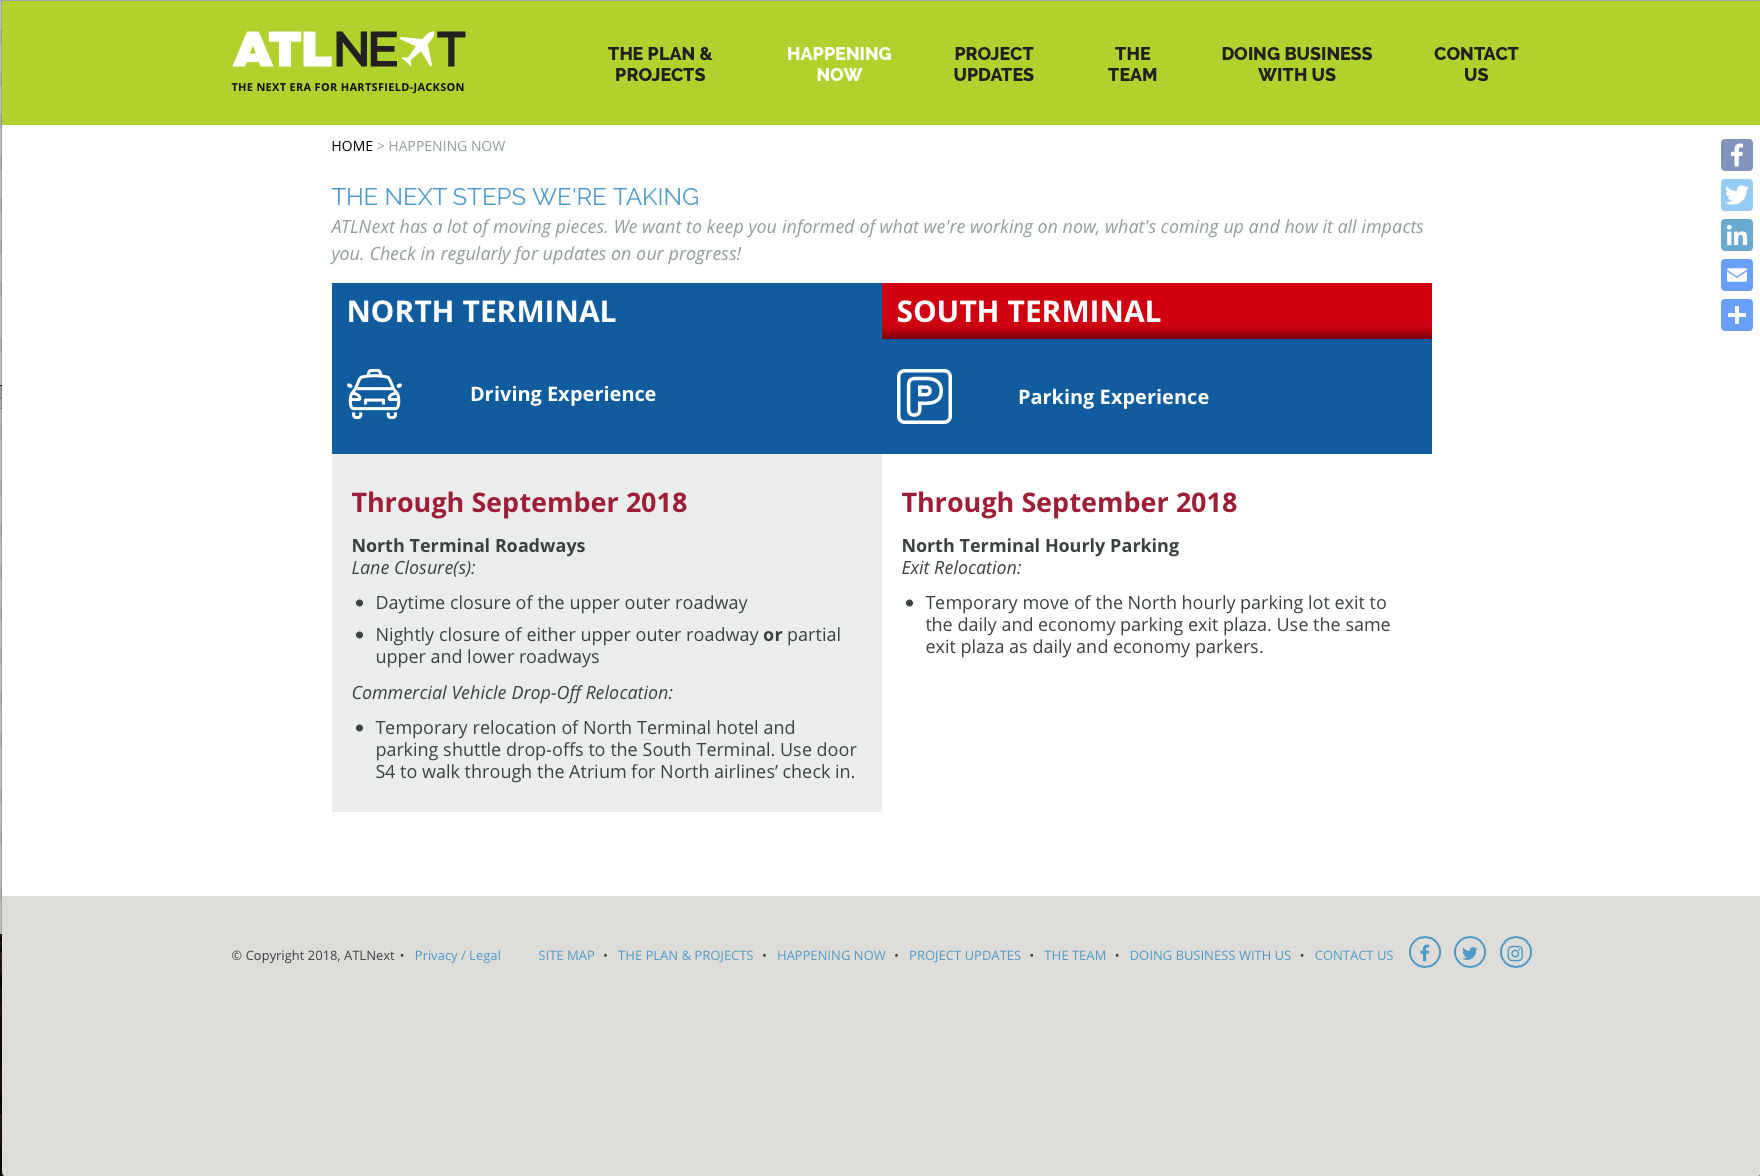 ATLNEXT
THE NEXT ERA FOR HARTSFIELD-JACKSON
THE PLAN &
PROJECTS
HAPPENING
NOW
PROJECT
UPDATES
THE
TEAM
DOING BUSINESS
WITH US
CONTACT
US
HOME > HAPPENING NOW
THE NEXT STEPS WE'RE TAKING
ATLNext has a lot of moving pieces. We want to keep you informed of what we're working on now, what's coming up and how it all impacts
you. Check in regularly for updates on our progress!
NORTH TERMINAL
SOUTH TERMINAL
Driving Experience
P
Parking Experience
Through September 2018
North Terminal Roadways
Lane Closure(s):
• Daytime closure of the upper outer roadway
• Nightly closure of either upper outer roadway or partial
upper and lower roadways
Commercial Vehicle Drop-Off Relocation:
• Temporary relocation of North Terminal hotel and
parking shuttle drop-offs to the South Terminal. Use door
S4 to walk through the Atrium for North airlines’ check in.
Through September 2018
North Terminal Hourly Parking
Exit Relocation:
• Temporary move of the North hourly parking lot exit to
the daily and economy parking exit plaza. Use the same
exit plaza as daily and economy parkers.
© Copyright 2018, ATLNext • Privacy / Legal SITE MAP • THE PLAN & PROJECTS • HAPPENING NOW • PROJECT UPDATES • THE TEAM • DOING BUSINESS WITH US • CONTACT US